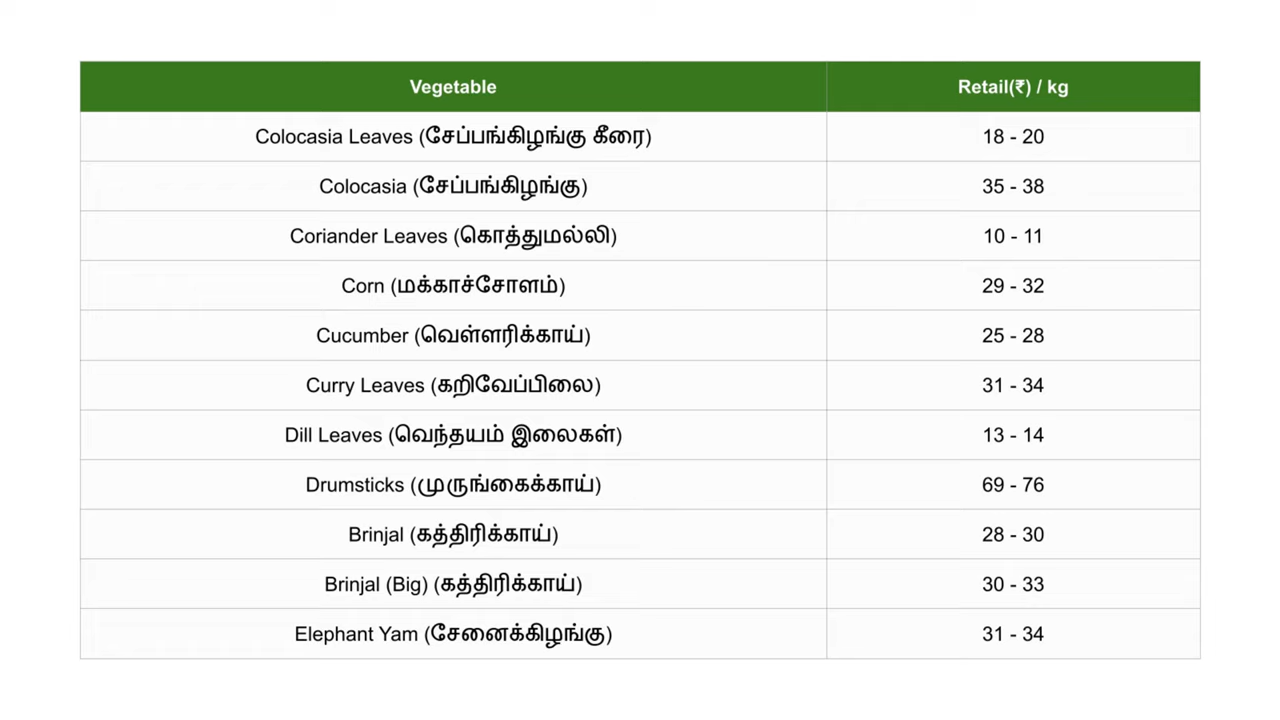 Vegetable Retail(₹) / kg
Colocasia Leaves (சேப்பங்கிழங்கு கீரை) 18 - 20
Colocasia (சேப்பங்கிழங்கு) 35 - 38
Coriander Leaves (கொத்துமல்லி) 10 - 11
Corn (மக்காச்சோளம்) 29 - 32
Cucumber (வெள்ளரிக்காய்) 25 - 28
Curry Leaves (கறிவேப்பிலை) 31 - 34
Dill Leaves (வெந்தயம் இலைகள்) 13 - 14
Drumsticks (முருங்கைக்காய்) 69 - 76
Brinjal (கத்திரிக்காய்) 28 - 30
Brinjal (Big) (கத்திரிக்காய்) 30 - 33
Elephant Yam (சேனைக்கிழங்கு) 31 - 34